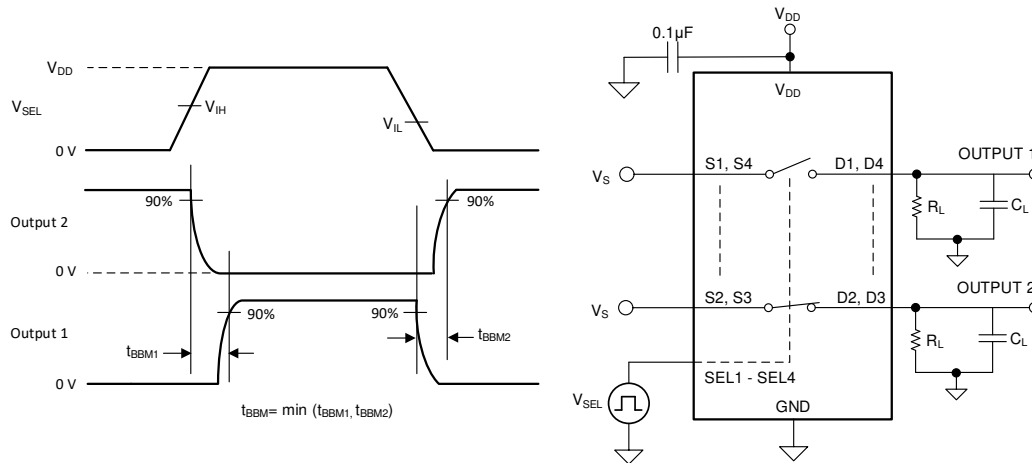 V_DD
V_SEL
V_IH
V_IL
0 V
90%
90%
Output 2
0 V
90%
90%
Output 1
t_BBM1
t_BBM2
0 V
t_BBM= min (t_BBM1, t_BBM2)
V_DD
0.1µF
V_DD
OUTPUT 1
V_S
S1, S4
D1, D4
R_L
C_L
OUTPUT 2
V_S
S2, S3
D2, D3
R_L
C_L
SEL1 - SEL4
V_SEL
GND